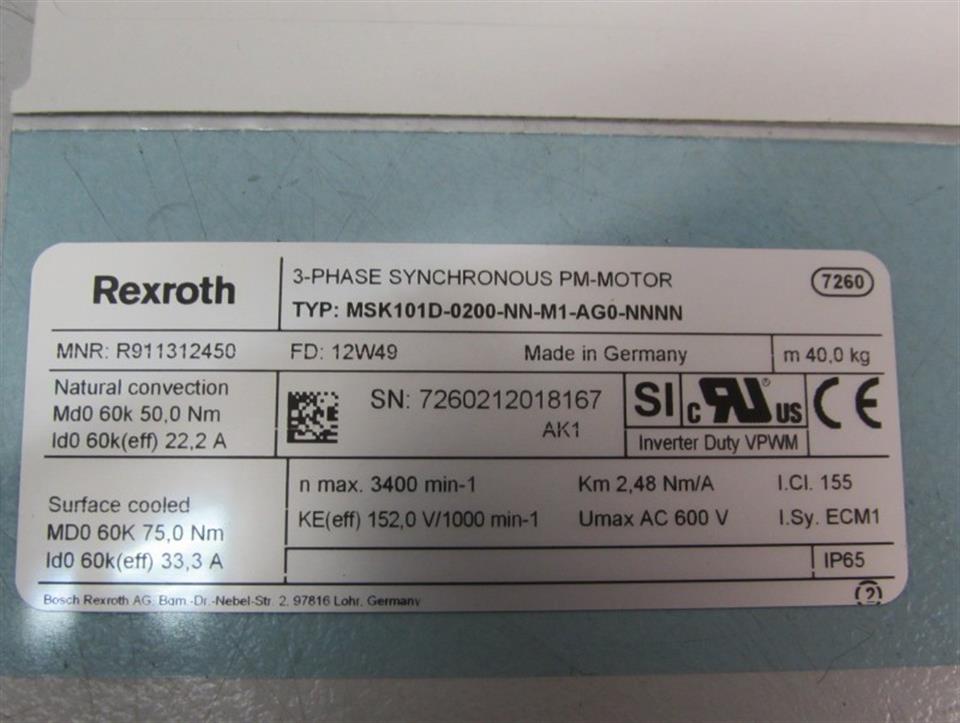 Rexroth
3-PHASE SYNCHRONOUS PM-MOTOR
7260
TYP: MSK101D-0200-NN-M1-AG0-NNNN
MNR: R911312450
FD: 12W49
Made in Germany
m 40,0 kg
Natural convection
Md0 60k 50,0 Nm
Id0 60k(eff) 22,2 A
SN: 7260212018167
AK1
SI
c RU US
CE
Inverter Duty VPWM
Surface cooled
MD0 60K 75,0 Nm
Id0 60k(eff) 33,3 A
n max. 3400 min-1
Km 2,48 Nm/A
I.Cl. 155
KE(eff) 152,0 V/1000 min-1
Umax AC 600 V
I.Sy. ECM1
IP65
Bosch Rexroth AG, Bgm.-Dr.-Nebel-Str. 2, 97816 Lohr, Germany
2